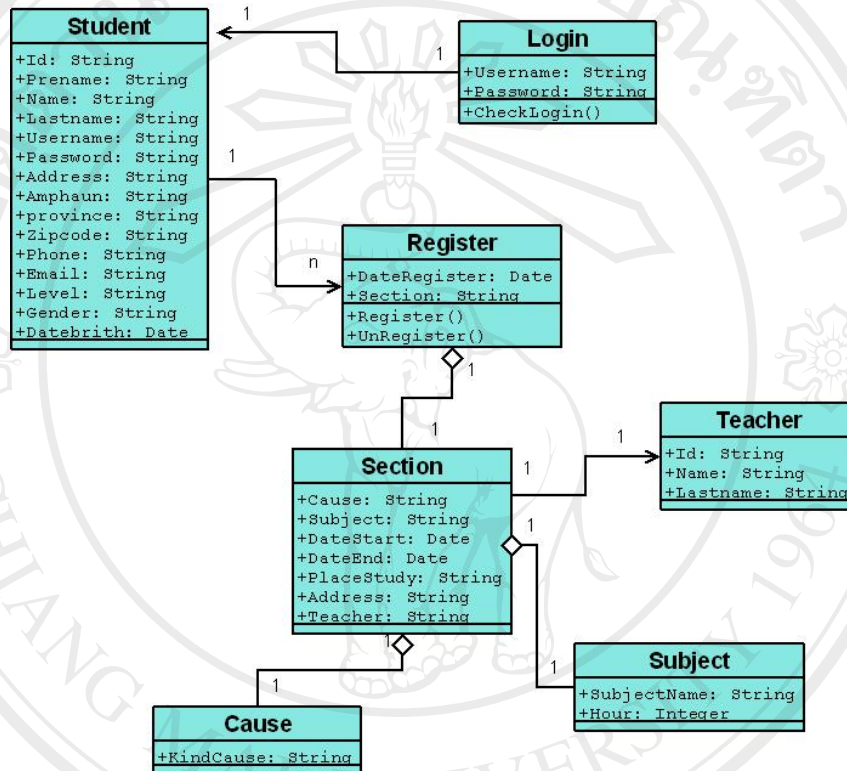 Student
+Id: String
+Prename: String
+Name: String
+Lastname: String
+Username: String
+Password: String
+Address: String
+Amphaun: String
+province: String
+Zipcode: String
+Phone: String
+Email: String
+Level: String
+Gender: String
+Datebrith: Date
1
1
Login
+Username: String
+Password: String
+CheckLogin()
1
n
Register
+DateRegister: Date
+Section: String
+Register()
+UnRegister()
1
1
Section
+Cause: String
+Subject: String
+DateStart: Date
+DateEnd: Date
+PlaceStudy: String
+Address: String
+Teacher: String
1
1
Teacher
+Id: String
+Name: String
+Lastname: String
1
1
Subject
+SubjectName: String
+Hour: Integer
1
1
Cause
+KindCause: String
CHIANG
1964